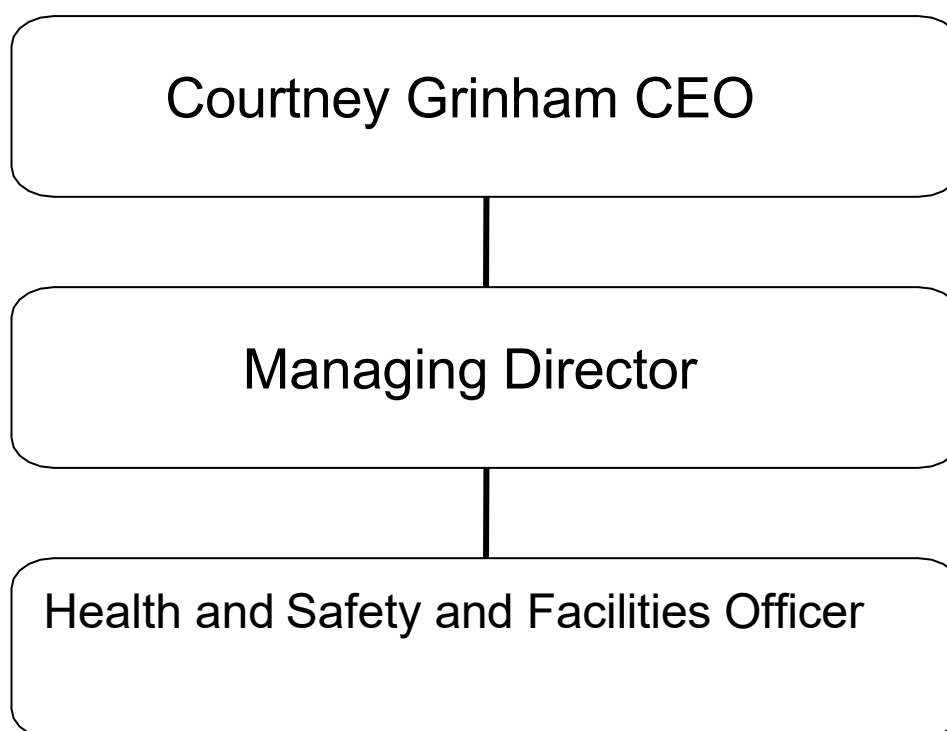 Courtney Grinham CEO
Managing Director
Health and Safety and Facilities Officer